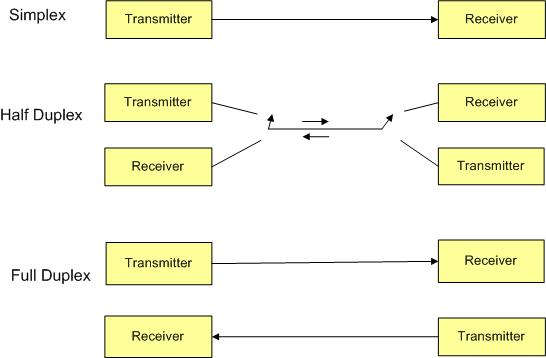 Simplex
Transmitter
Receiver
Half Duplex
Transmitter
Receiver
Receiver
Transmitter
Full Duplex
Transmitter
Receiver
Receiver
Transmitter